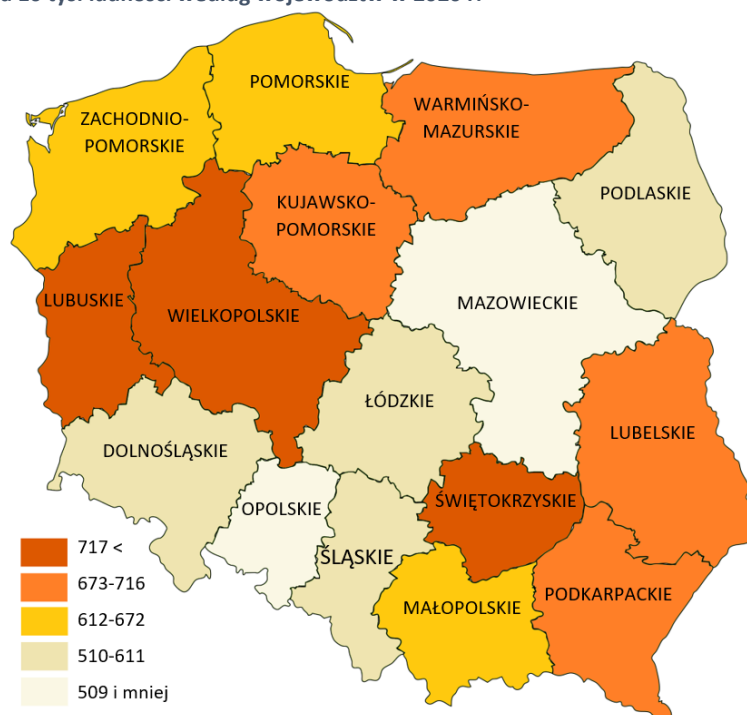 POMORSKIE
ZACHODNIO-
POMORSKIE
WARMIŃSKO-
MAZURSKIE
PODLASKIE
KUJAWSKO-
POMORSKIE
LUBUSKIE
WIELKOPOLSKIE
MAZOWIECKIE
ŁÓDZKIE
LUBELSKIE
DOLNOŚLĄSKIE
OPOLSKIE
ŚWIĘTOKRZYSKIE
ŚLĄSKIE
MAŁOPOLSKIE
PODKARPACKIE
717 <
673-716
612-672
510-611
509 i mniej